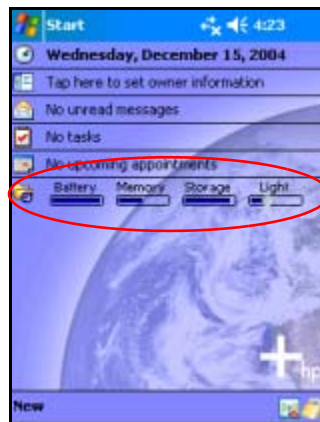 Start 4:23
Wednesday, December 15, 2004
Tap here to set owner information
No unread messages
No tasks
No upcoming appointments
Battery Memory Storage Light
hp
New